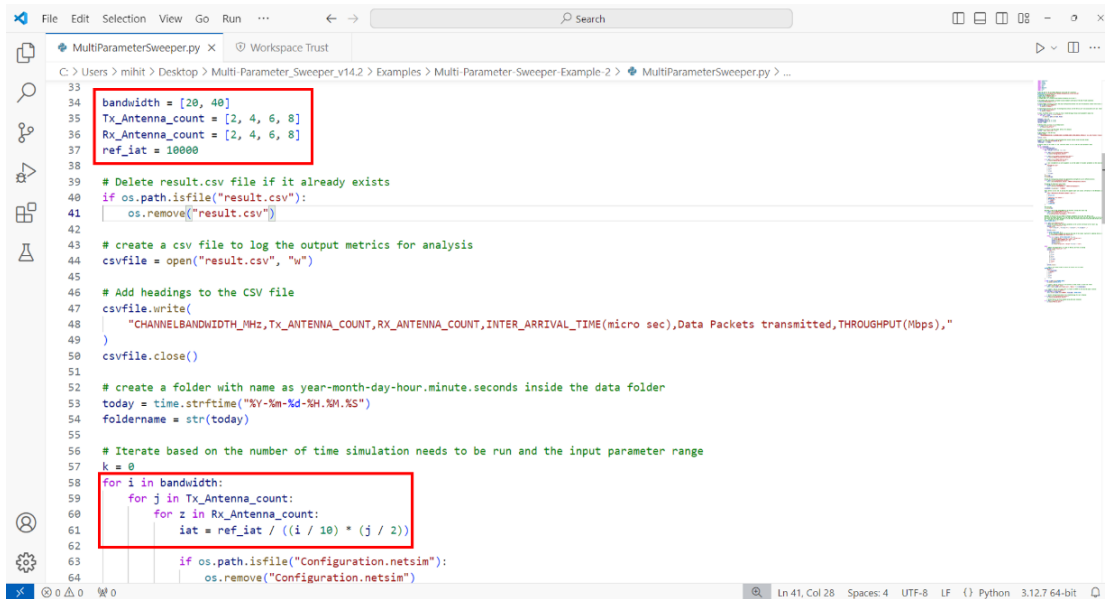 File Edit Selection View Go Run ··· Search
MultiParameterSweeper.py Workspace Trust
C: > Users > mihit > Desktop > Multi-Parameter_Sweeper_v14.2 > Examples > Multi-Parameter-Sweeper-Example-2 > MultiParameterSweeper.py > ...
33
34 bandwidth = [20, 40]
35 Tx_Antenna_count = [2, 4, 6, 8]
36 Rx_Antenna_count = [2, 4, 6, 8]
37 ref_iat = 10000
38
39 # Delete result.csv file if it already exists
40 if os.path.isfile("result.csv"):
41 os.remove("result.csv")
42
43 # create a csv file to log the output metrics for analysis
44 csvfile = open("result.csv", "w")
45
46 # Add headings to the CSV file
47 csvfile.write(
48 "CHANNELBANDWIDTH_MHz,Tx_ANTENNA_COUNT,RX_ANTENNA_COUNT,INTER_ARRIVAL_TIME(micro sec),Data Packets transmitted,THROUGHPUT(Mbps),"
49 )
50 csvfile.close()
51
52 # create a folder with name as year-month-day-hour.minute.seconds inside the data folder
53 today = time.strftime("%Y-%m-%d-%H.%M.%S")
54 foldername = str(today)
55
56 # Iterate based on the number of time simulation needs to be run and the input parameter range
57 k = 0
58 for i in bandwidth:
59 for j in Tx_Antenna_count:
60 for z in Rx_Antenna_count:
61 iat = ref_iat / ((i / 10) * (j / 2))
62
63 if os.path.isfile("Configuration.netsim"):
64 os.remove("Configuration.netsim")
0 0 0 Ln 41, Col 28 Spaces: 4 UTF-8 LF {} Python 3.12.7 64-bit